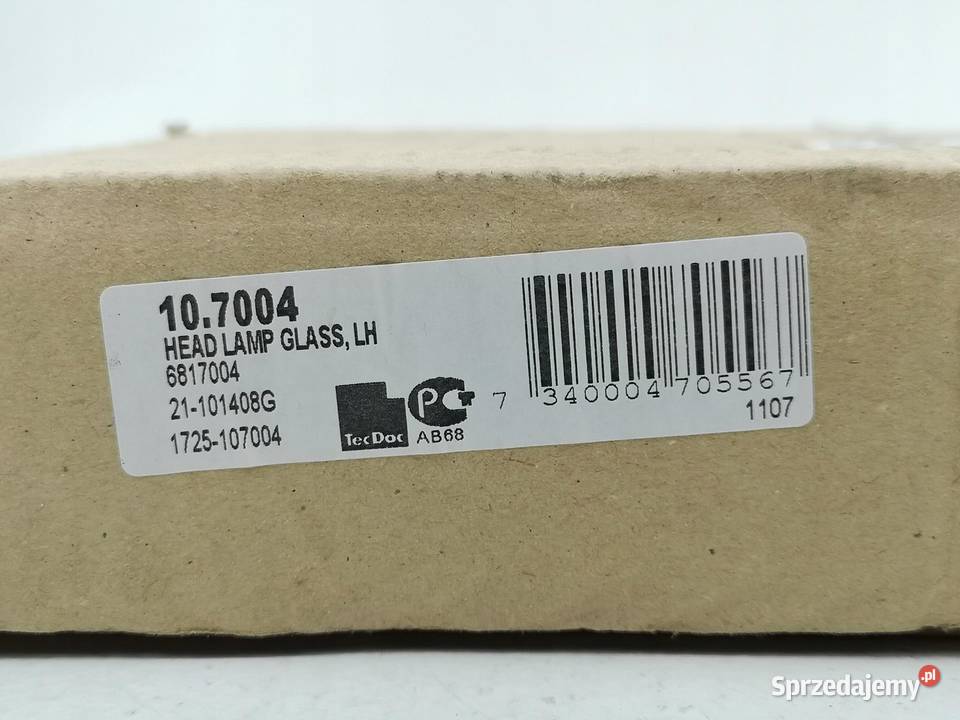 10.7004
HEAD LAMP GLASS, LH
6817004
21-101408G
1725-107004
TecDoc
PCT
AB68
7 340004 705567
1107
Sprzedajemy.pl